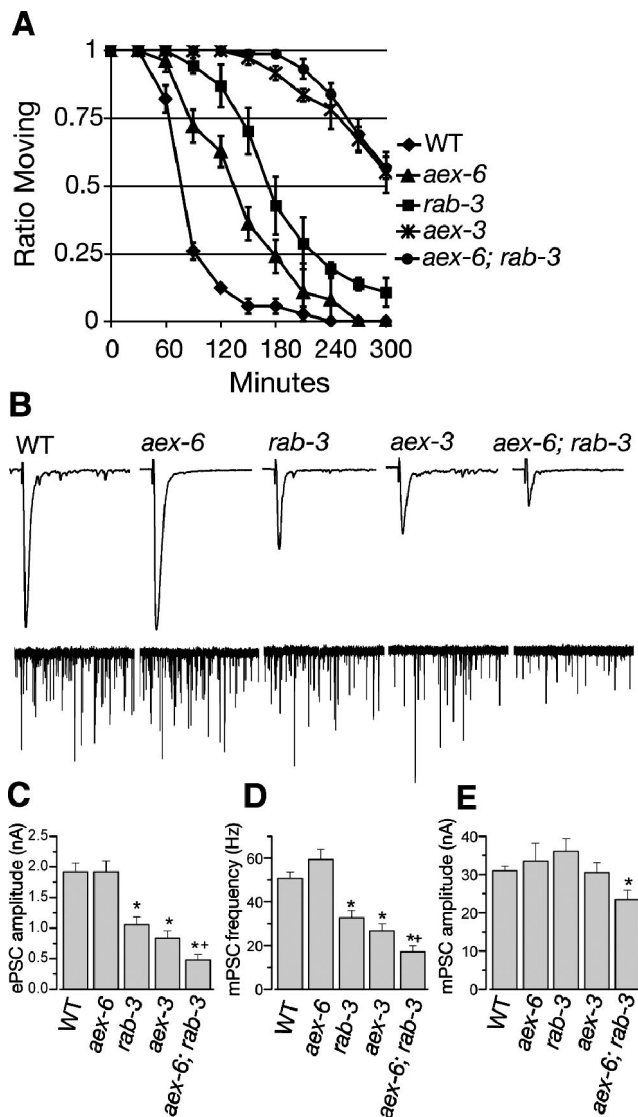 A
Ratio Moving
1
0.75
0.5
0.25
0
0 60 120 180 240 300
Minutes
WT
aex-6
rab-3
aex-3
aex-6; rab-3
B
WT aex-6 rab-3 aex-3 aex-6; rab-3
C
ePSC amplitude (nA)
2.5
2.0
1.5
1.0
0.5
0.0
* * *+
WT aex-6 rab-3 aex-3 aex-6; rab-3
D
mPSC frequency (Hz)
60
40
20
0
* * *+
WT aex-6 rab-3 aex-3 aex-6; rab-3
E
mPSC amplitude (nA)
40
30
20
10
0
*
WT aex-6 rab-3 aex-3 aex-6; rab-3